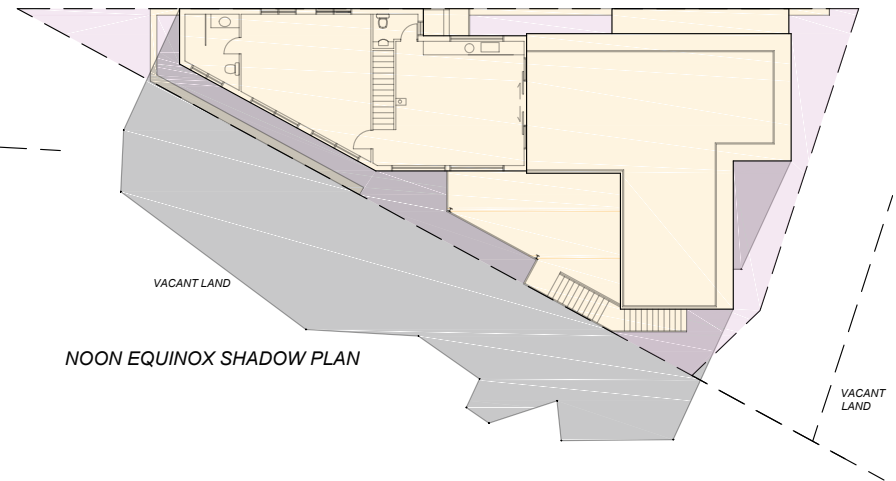 VACANT LAND
NOON EQUINOX SHADOW PLAN
VACANT
LAND